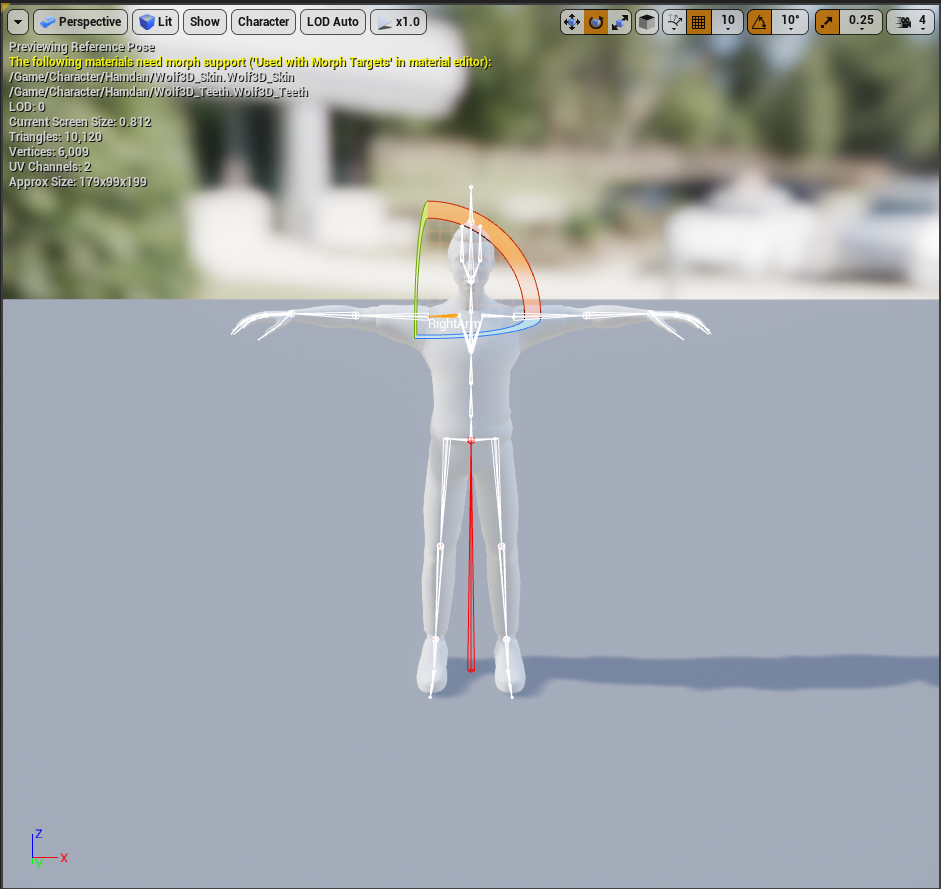 Perspective Lit Show Character LOD Auto x1.0 10 10° 0.25 4
Previewing Reference Pose
The following materials need morph support ('Used with Morph Targets' in material editor):
/Game/Character/Hamdan/Wolf3D_Skin.Wolf3D_Skin
/Game/Character/Hamdan/Wolf3D_Teeth.Wolf3D_Teeth
LOD: 0
Current Screen Size: 0.812
Triangles: 10,120
Vertices: 6,009
UV Channels: 2
Approx Size: 179x99x199
RightArm
Z
X
Y